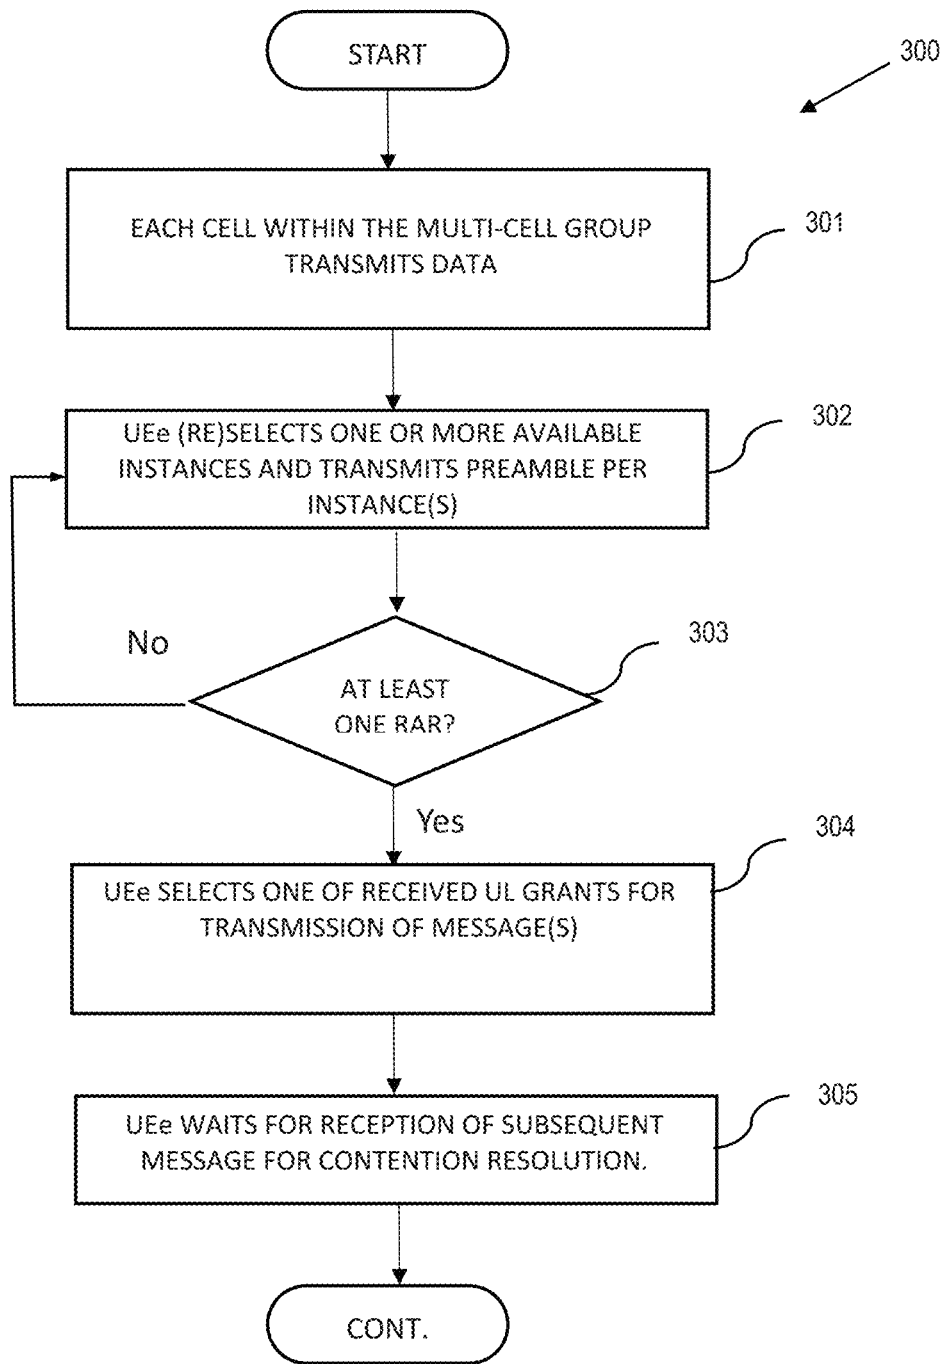 START
300
EACH CELL WITHIN THE MULTI-CELL GROUP
TRANSMITS DATA
301
UEe (RE)SELECTS ONE OR MORE AVAILABLE
INSTANCES AND TRANSMITS PREAMBLE PER
INSTANCE(S)
302
No
AT LEAST
ONE RAR?
303
Yes
UEe SELECTS ONE OF RECEIVED UL GRANTS FOR
TRANSMISSION OF MESSAGE(S)
304
UEe WAITS FOR RECEPTION OF SUBSEQUENT
MESSAGE FOR CONTENTION RESOLUTION.
305
CONT.